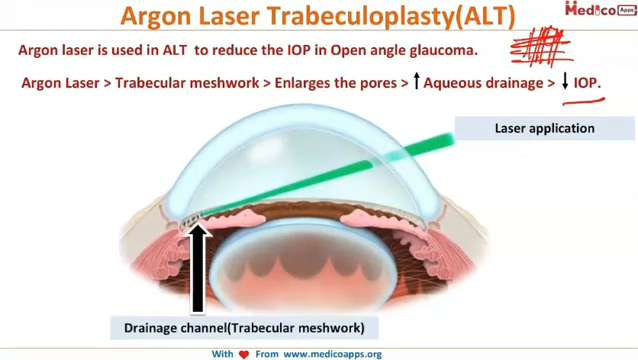 Argon Laser Trabeculoplasty(ALT)
Medico
Apps
Argon laser is used in ALT to reduce the IOP in Open angle glaucoma.
Argon Laser > Trabecular meshwork > Enlarges the pores > ↑ Aqueous drainage > ↓ IOP.
Laser application
Drainage channel(Trabecular meshwork)
With ❤ From www.medicoapps.org